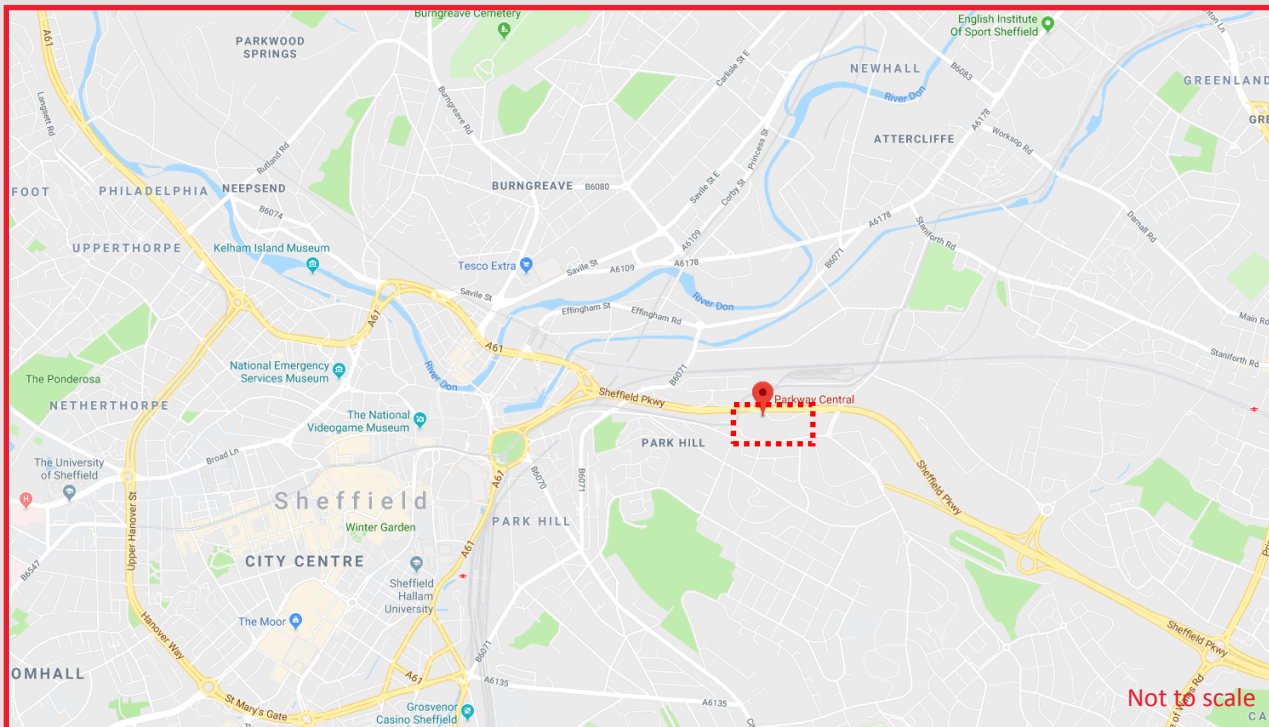 Burngreave Cemetery
English Institute
Of Sport Sheffield
A61
PARKWOOD
SPRINGS
Carlisle St E
NEWHALL
B6083
GREENLAND
Langsett Rd
Burngreave Rd
River Don
A6178
ATTERCLIFFE
Worksop Rd
Rutland Rd
Princess St
FOOT
PHILADELPHIA
NEEPSEND
BURNGREAVE
B6080
Savile St E
Corby St
B6074
A6178
Staniforth Rd
Darnall Rd
UPPERTHORPE
Kelham Island Museum
A6109
B6071
Tesco Extra
Savile St
A6109
A6178
Savile St
River Don
Effingham St
Effingham Rd
Main Rd
A61
A61
Staniforth Rd
National Emergency
Services Museum
River Don
B6071
The Ponderosa
Sheffield Pkwy
Parkway Central
NETHERTHORPE
The National
Videogame Museum
PARK HILL
Broad Ln
The University
of Sheffield
H
A61
B6070
B6071
Sheffield Pkwy
Sheffield
Upper Hanover St
PARK HILL
Winter Garden
A61
CITY CENTRE
B6547
Sheffield
Hallam
University
The Moor
Hanover Way
Sheffield Pkwy
B6071
OMHALL
A6135
St Mary's Gate
Grosvenor
Casino Sheffield
A6135
Not to scale